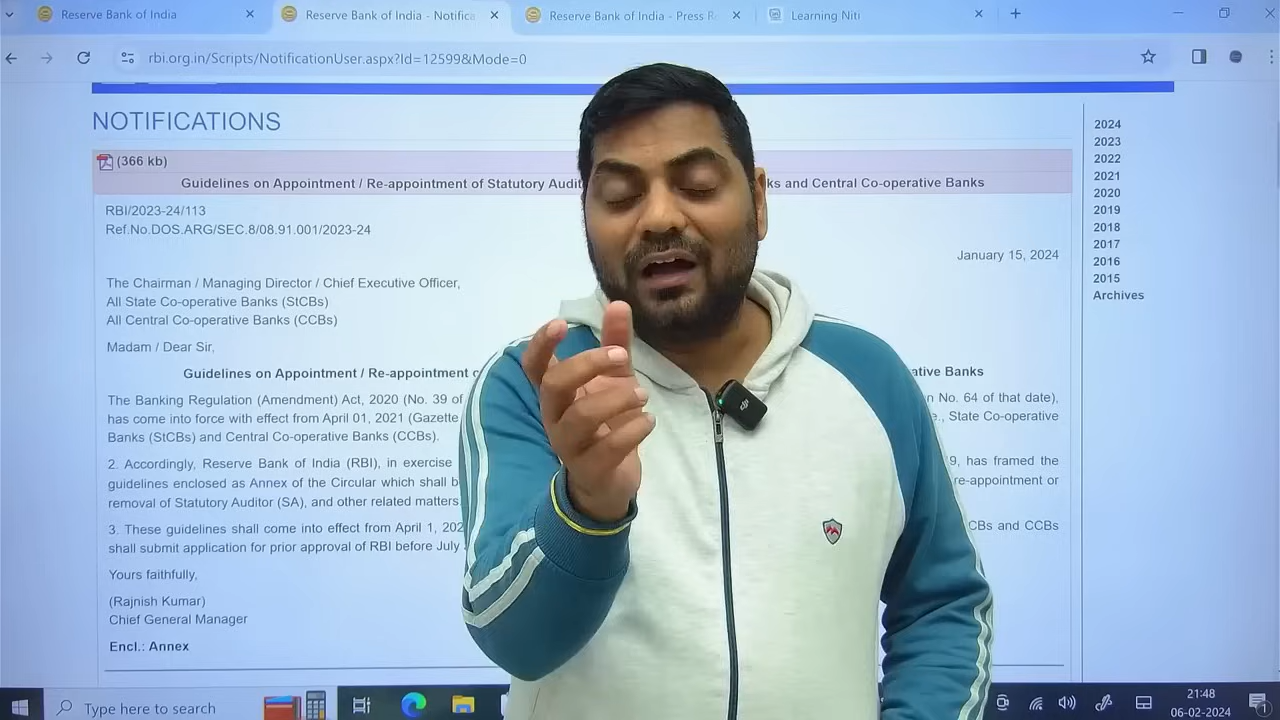 Reserve Bank of India
Reserve Bank of India - Notifica
Reserve Bank of India - Press R
Learning Niti
rbi.org.in/Scripts/NotificationUser.aspx?Id=12599&Mode=0
NOTIFICATIONS
(366 kb)
Guidelines on Appointment / Re-appointment of Statutory Audit ks and Central Co-operative Banks
RBI/2023-24/113
Ref.No.DOS.ARG/SEC.8/08.91.001/2023-24
January 15, 2024
The Chairman / Managing Director / Chief Executive Officer,
All State Co-operative Banks (StCBs)
All Central Co-operative Banks (CCBs)
Madam / Dear Sir,
Guidelines on Appointment / Re-appointment ative Banks
The Banking Regulation (Amendment) Act, 2020 (No. 39 of n No. 64 of that date),
has come into force with effect from April 01, 2021 (Gazette e., State Co-operative
Banks (StCBs) and Central Co-operative Banks (CCBs).
2. Accordingly, Reserve Bank of India (RBI), in exercise 9, has framed the
guidelines enclosed as Annex of the Circular which shall b re-appointment or
removal of Statutory Auditor (SA), and other related matters
3. These guidelines shall come into effect from April 1, 202 CBs and CCBs
shall submit application for prior approval of RBI before July
Yours faithfully,
(Rajnish Kumar)
Chief General Manager
Encl.: Annex
2024
2023
2022
2021
2020
2019
2018
2017
2016
2015
Archives
Type here to search
21:48
06-02-2024
1